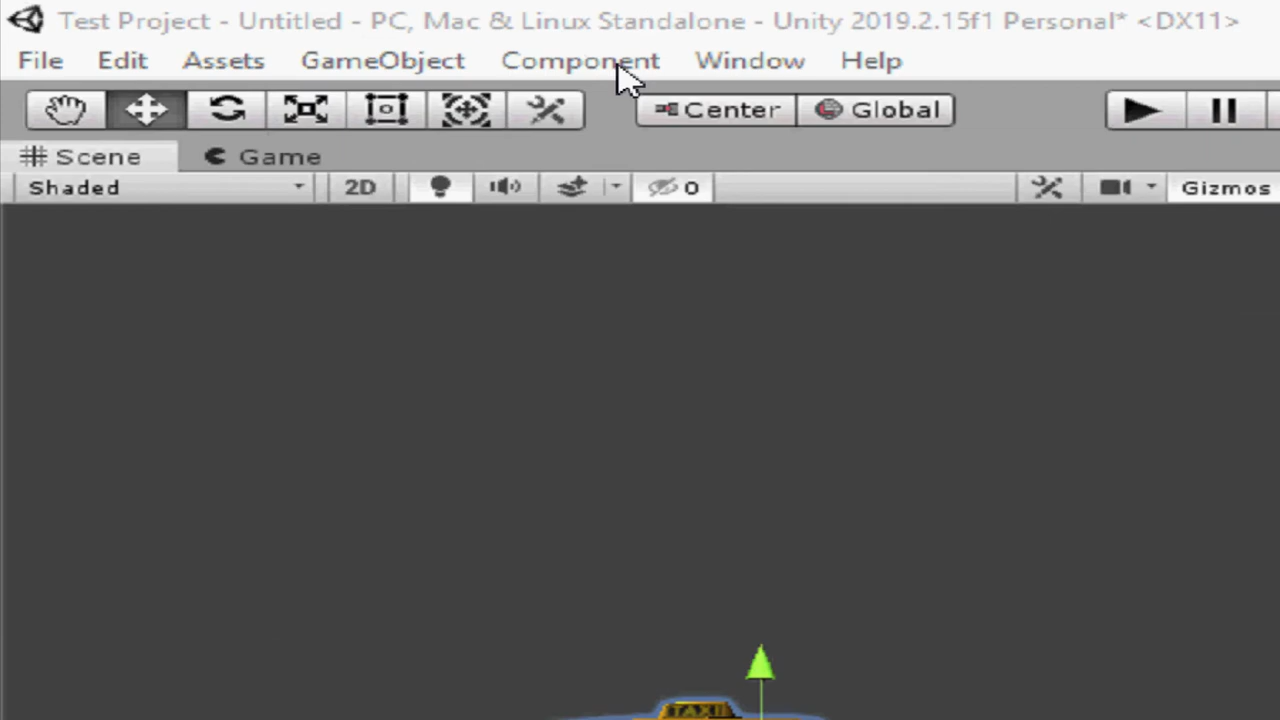 Test Project - Untitled - PC, Mac & Linux Standalone - Unity 2019.2.15f1 Personal* <DX11>
File Edit Assets GameObject Component Window Help
Center Global
Scene Game
Shaded 2D 0 Gizmos
TAXI